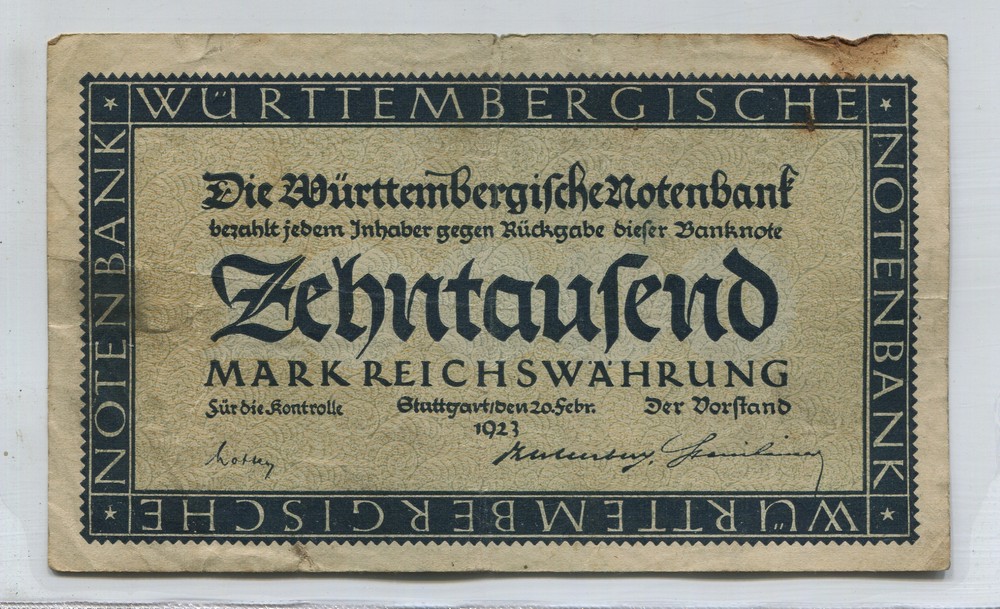 WÜRTTEMBERGISCHE
NOTENBANK
NOTENBANK
Die Württembergische Notenbank
bezahlt jedem Inhaber gegen Rückgabe dieser Banknote
Zehntausend
MARK REICHSWÄHRUNG
Für die Kontrolle Stuttgart, den 20. Febr. Der Vorstand
1923
WÜRTTEMBERGISCHE